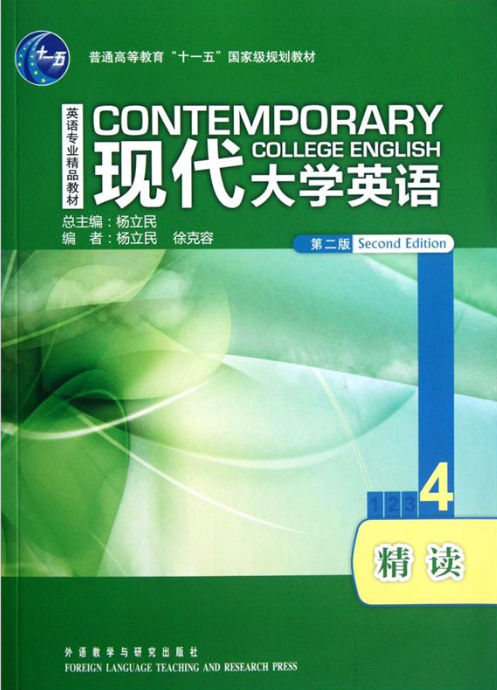 十一五
普通高等教育“十一五”国家级规划教材
英语专业精品教材
CONTEMPORARY
COLLEGE ENGLISH
现代大学英语
总主编：杨立民
编　者：杨立民　徐克容
第二版 Second Edition
1 2 3 4
精读
外语教学与研究出版社
FOREIGN LANGUAGE TEACHING AND RESEARCH PRESS